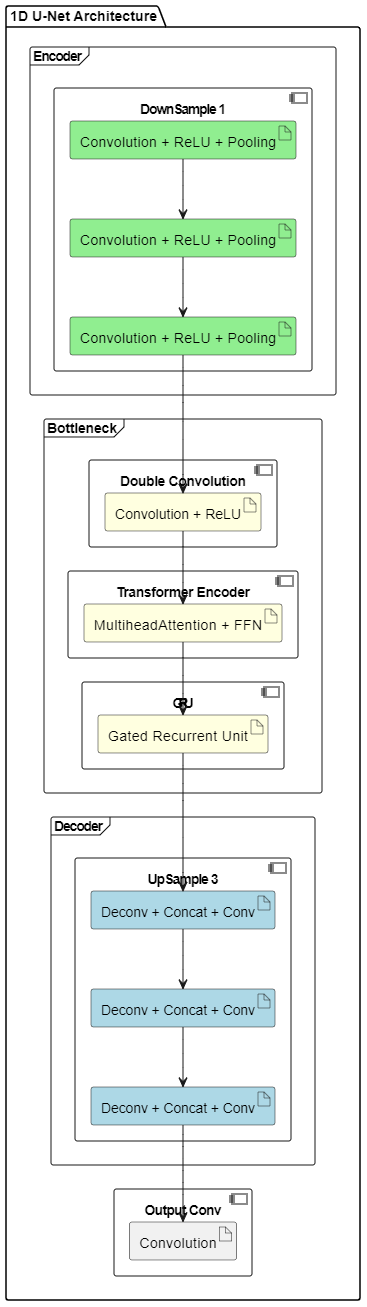 1D U-Net Architecture
Encoder
DownSample 1
Convolution + ReLU + Pooling
Convolution + ReLU + Pooling
Convolution + ReLU + Pooling
Bottleneck
Double Convolution
Convolution + ReLU
Transformer Encoder
MultiheadAttention + FFN
GRU
Gated Recurrent Unit
Decoder
UpSample 3
Deconv + Concat + Conv
Deconv + Concat + Conv
Deconv + Concat + Conv
Output Conv
Convolution